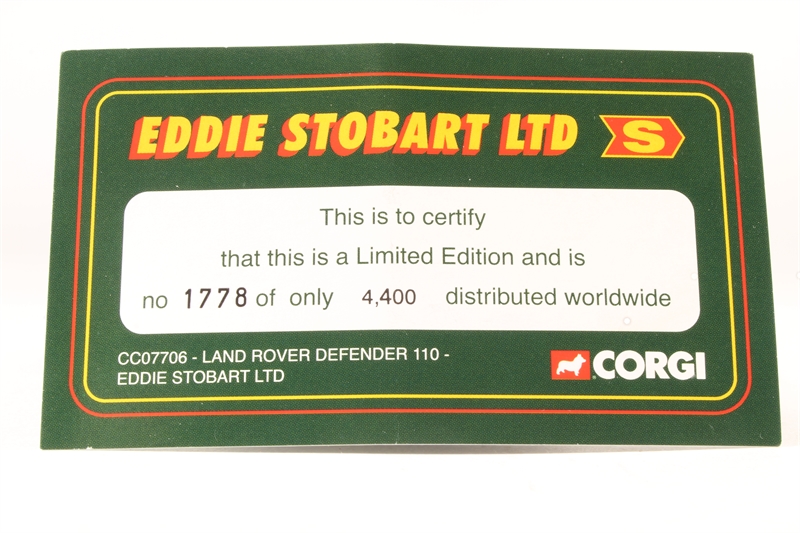 EDDIE STOBART LTD S
This is to certify
that this is a Limited Edition and is
no 1778 of only 4,400 distributed worldwide
CC07706 - LAND ROVER DEFENDER 110 -
EDDIE STOBART LTD
CORGI